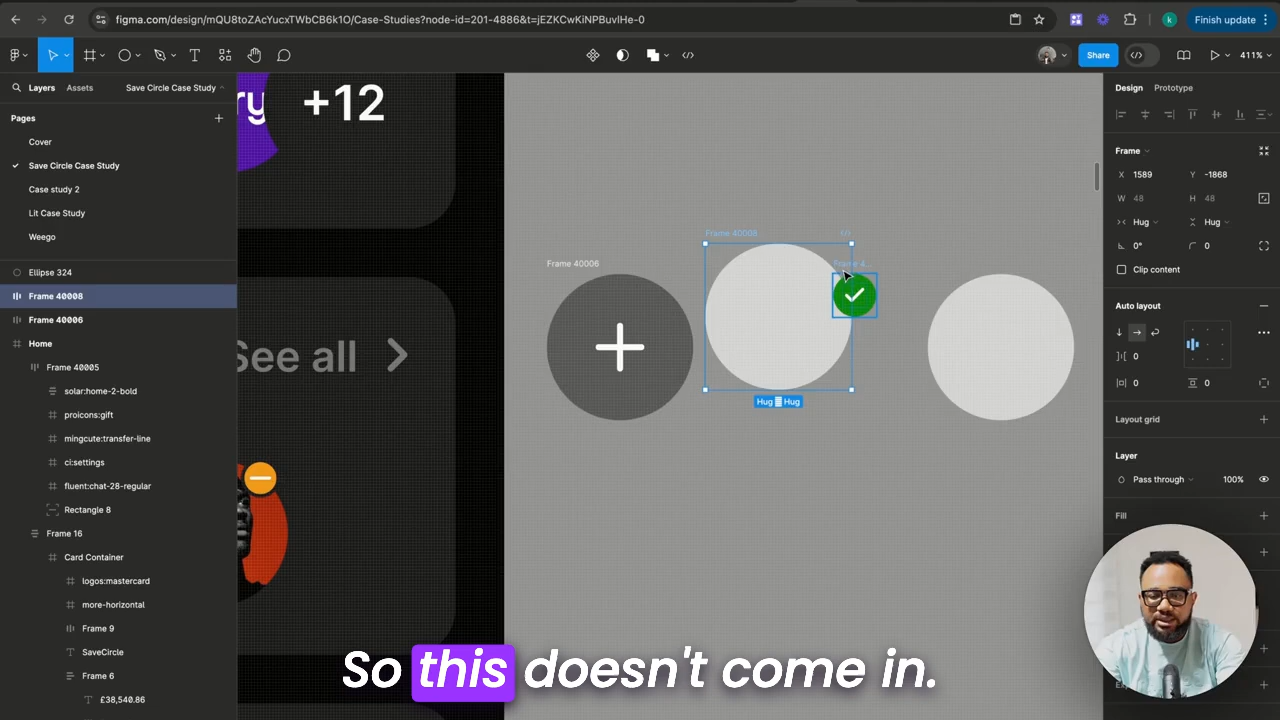 figma.com/design/mQU8toZAcYucxTWbCB6k1O/Case-Studies?node-id=201-4886&t=jEZKCwKiNPBuvIHe-0
k
Finish update
Share
411%
Layers
Assets
Save Circle Case Study
Pages
Cover
Save Circle Case Study
Case study 2
Lit Case Study
Weego
Ellipse 324
Frame 40008
Frame 40006
Home
Frame 40005
solar:home-2-bold
proicons:gift
mingcute:transfer-line
ci:settings
fluent:chat-28-regular
Rectangle 8
Frame 16
Card Container
logos:mastercard
more-horizontal
Frame 9
SaveCircle
Frame 6
£38,540.86
ry
+12
See all
Frame 40006
Frame 40008
Frame 4...
Hug
Hug
Design
Prototype
Frame
X 1589
Y -1868
W 48
H 48
Hug
Hug
0°
0
Clip content
Auto layout
0
0
0
Layout grid
Layer
Pass through
100%
Fill
So this doesn't come in.